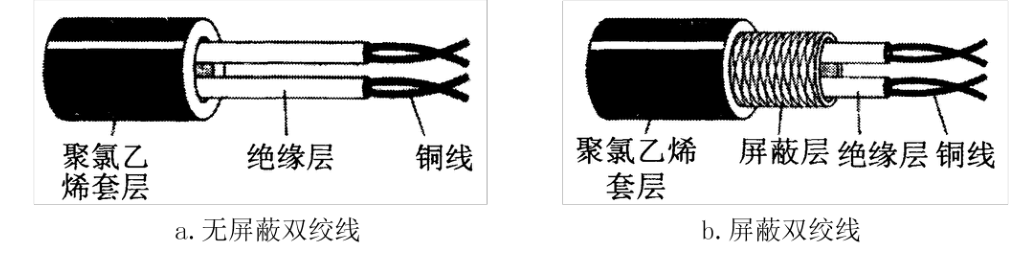 聚氯乙
烯套层
绝缘层
铜线
a.无屏蔽双绞线
聚氯乙烯
套层
屏蔽层
绝缘层
铜线
b.屏蔽双绞线